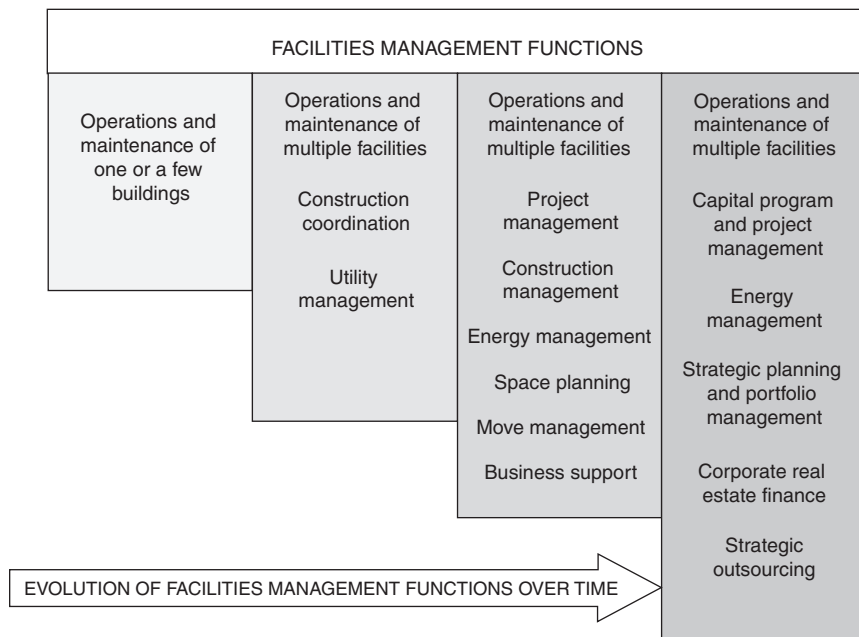 FACILITIES MANAGEMENT FUNCTIONS
Operations and
maintenance of
one or a few
buildings
Operations and
maintenance of
multiple facilities
Construction
coordination
Utility
management
Operations and
maintenance of
multiple facilities
Project
management
Construction
management
Energy management
Space planning
Move management
Business support
Operations and
maintenance of
multiple facilities
Capital program
and project
management
Energy
management
Strategic planning
and portfolio
management
Corporate real
estate finance
Strategic
outsourcing
EVOLUTION OF FACILITIES MANAGEMENT FUNCTIONS OVER TIME